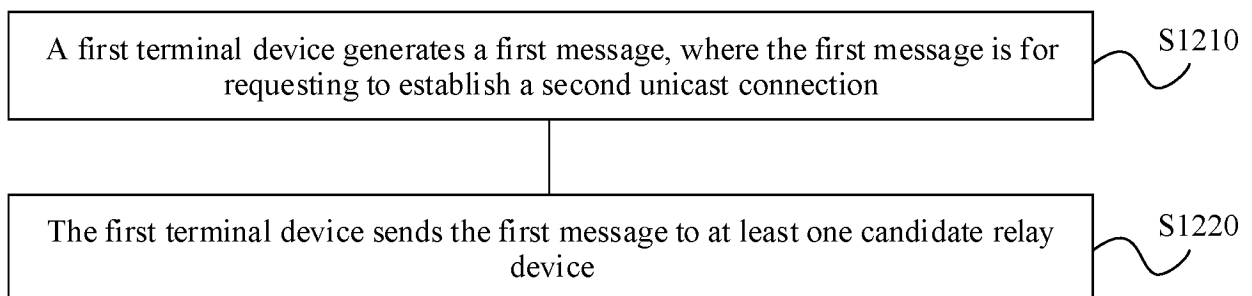 A first terminal device generates a first message, where the first message is for
requesting to establish a second unicast connection
S1210
The first terminal device sends the first message to at least one candidate relay
device
S1220